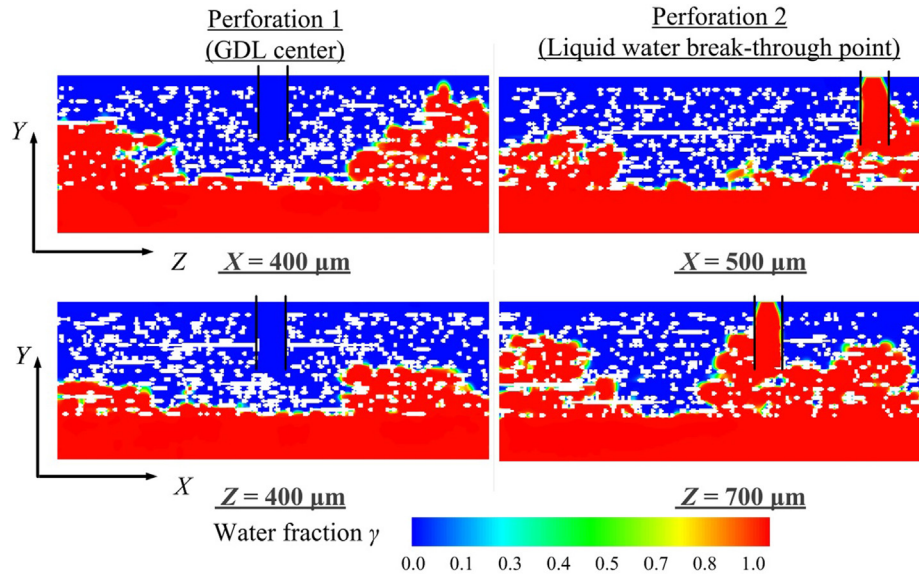 Perforation 1
(GDL center)
Perforation 2
(Liquid water break-through point)
Y
Z
X = 400 μm
X = 500 μm
Y
X
Z = 400 μm
Z = 700 μm
Water fraction γ
0.0 0.1 0.3 0.4 0.5 0.7 0.8 1.0